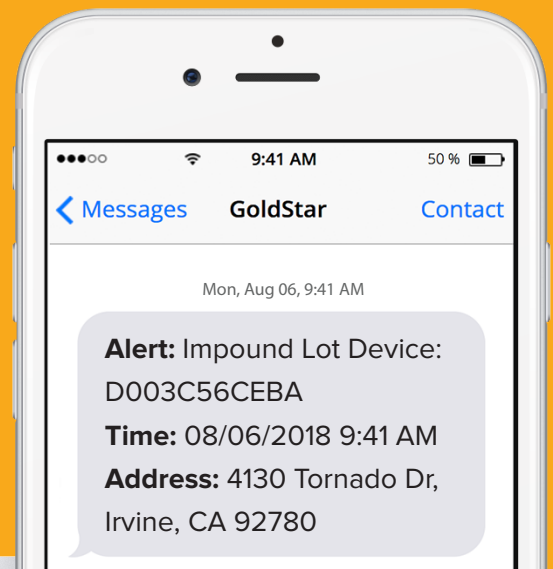 9:41 AM
50 %
Messages
GoldStar
Contact
Mon, Aug 06, 9:41 AM
Alert: Impound Lot Device:
D003C56CEBA
Time: 08/06/2018 9:41 AM
Address: 4130 Tornado Dr,
Irvine, CA 92780